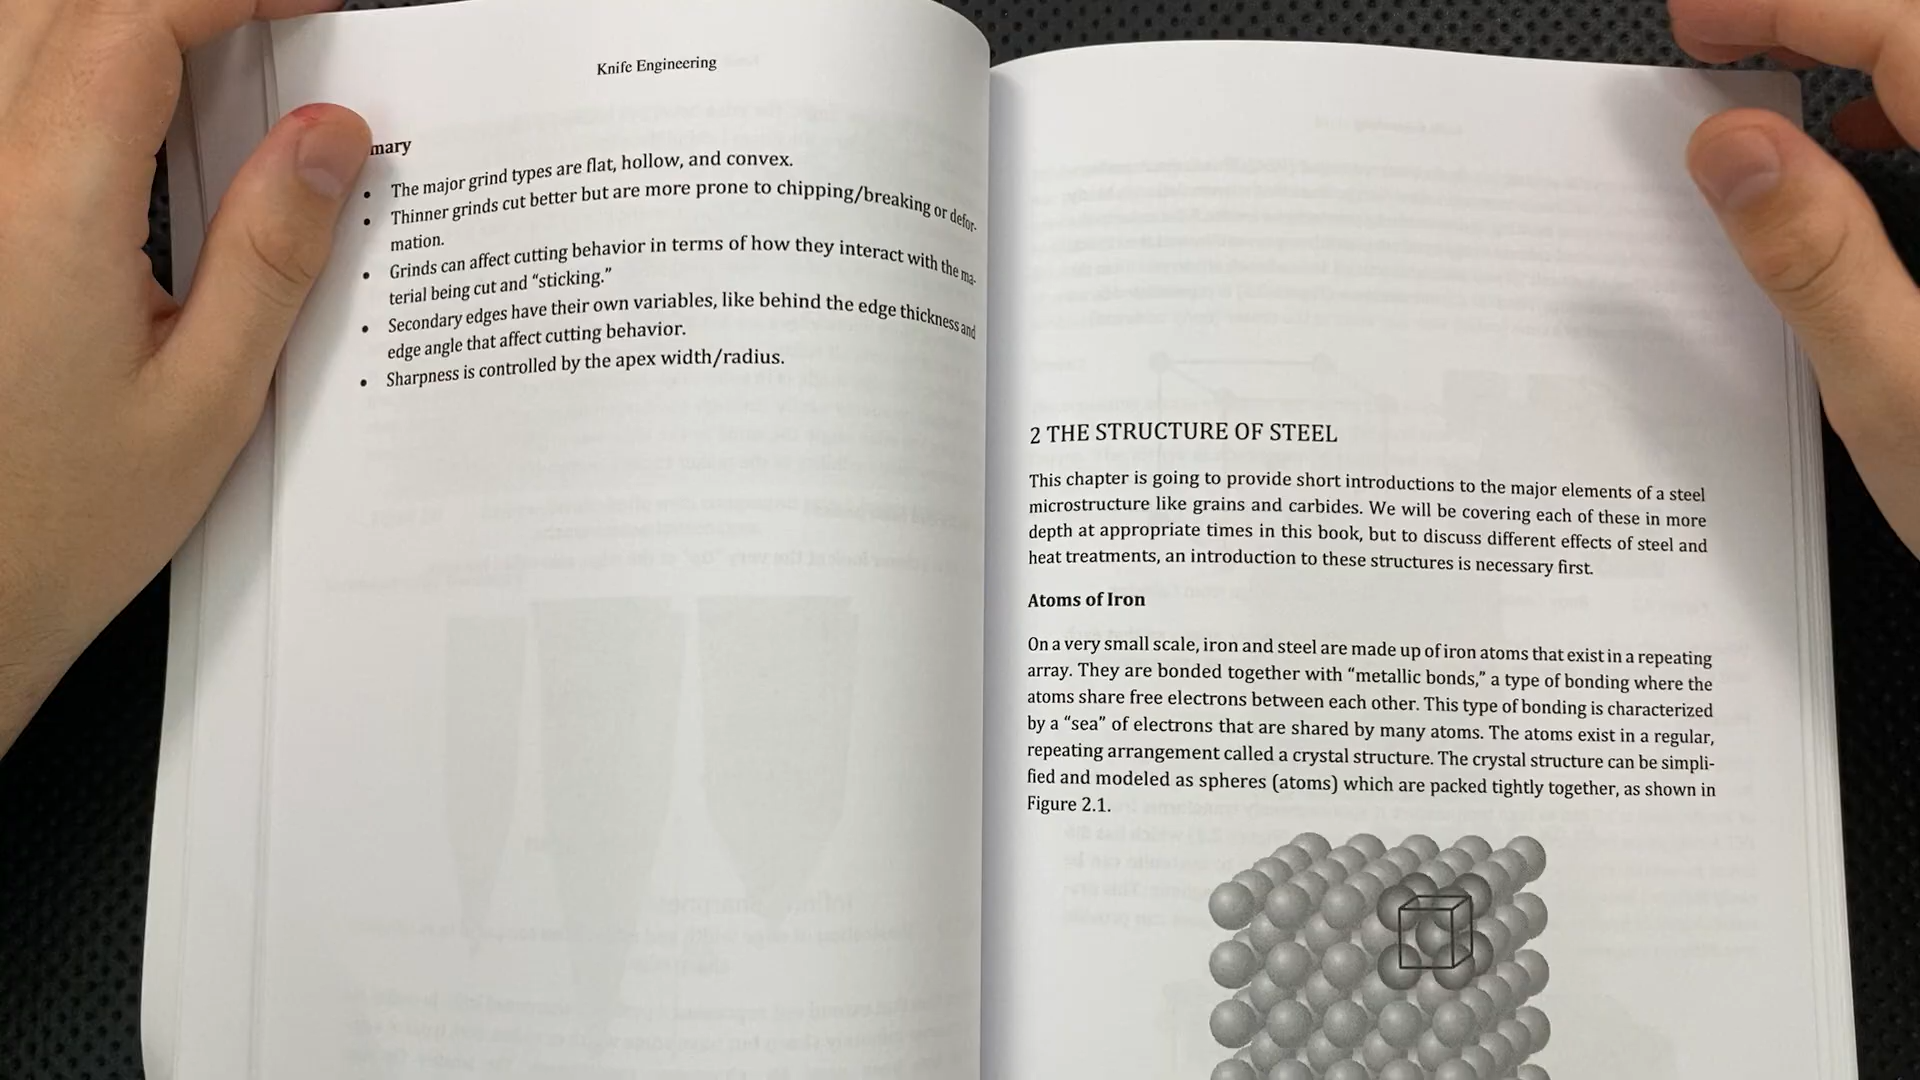 Knife Engineering
mary
• The major grind types are flat, hollow, and convex.
• Thinner grinds cut better but are more prone to chipping/breaking or defor-
mation.
• Grinds can affect cutting behavior in terms of how they interact with the ma-
terial being cut and “sticking.”
• Secondary edges have their own variables, like behind the edge thickness and
edge angle that affect cutting behavior.
• Sharpness is controlled by the apex width/radius.
2 THE STRUCTURE OF STEEL
This chapter is going to provide short introductions to the major elements of a steel
microstructure like grains and carbides. We will be covering each of these in more
depth at appropriate times in this book, but to discuss different effects of steel and
heat treatments, an introduction to these structures is necessary first.
Atoms of Iron
On a very small scale, iron and steel are made up of iron atoms that exist in a repeating
array. They are bonded together with “metallic bonds,” a type of bonding where the
atoms share free electrons between each other. This type of bonding is characterized
by a “sea” of electrons that are shared by many atoms. The atoms exist in a regular,
repeating arrangement called a crystal structure. The crystal structure can be simpli-
fied and modeled as spheres (atoms) which are packed tightly together, as shown in
Figure 2.1.